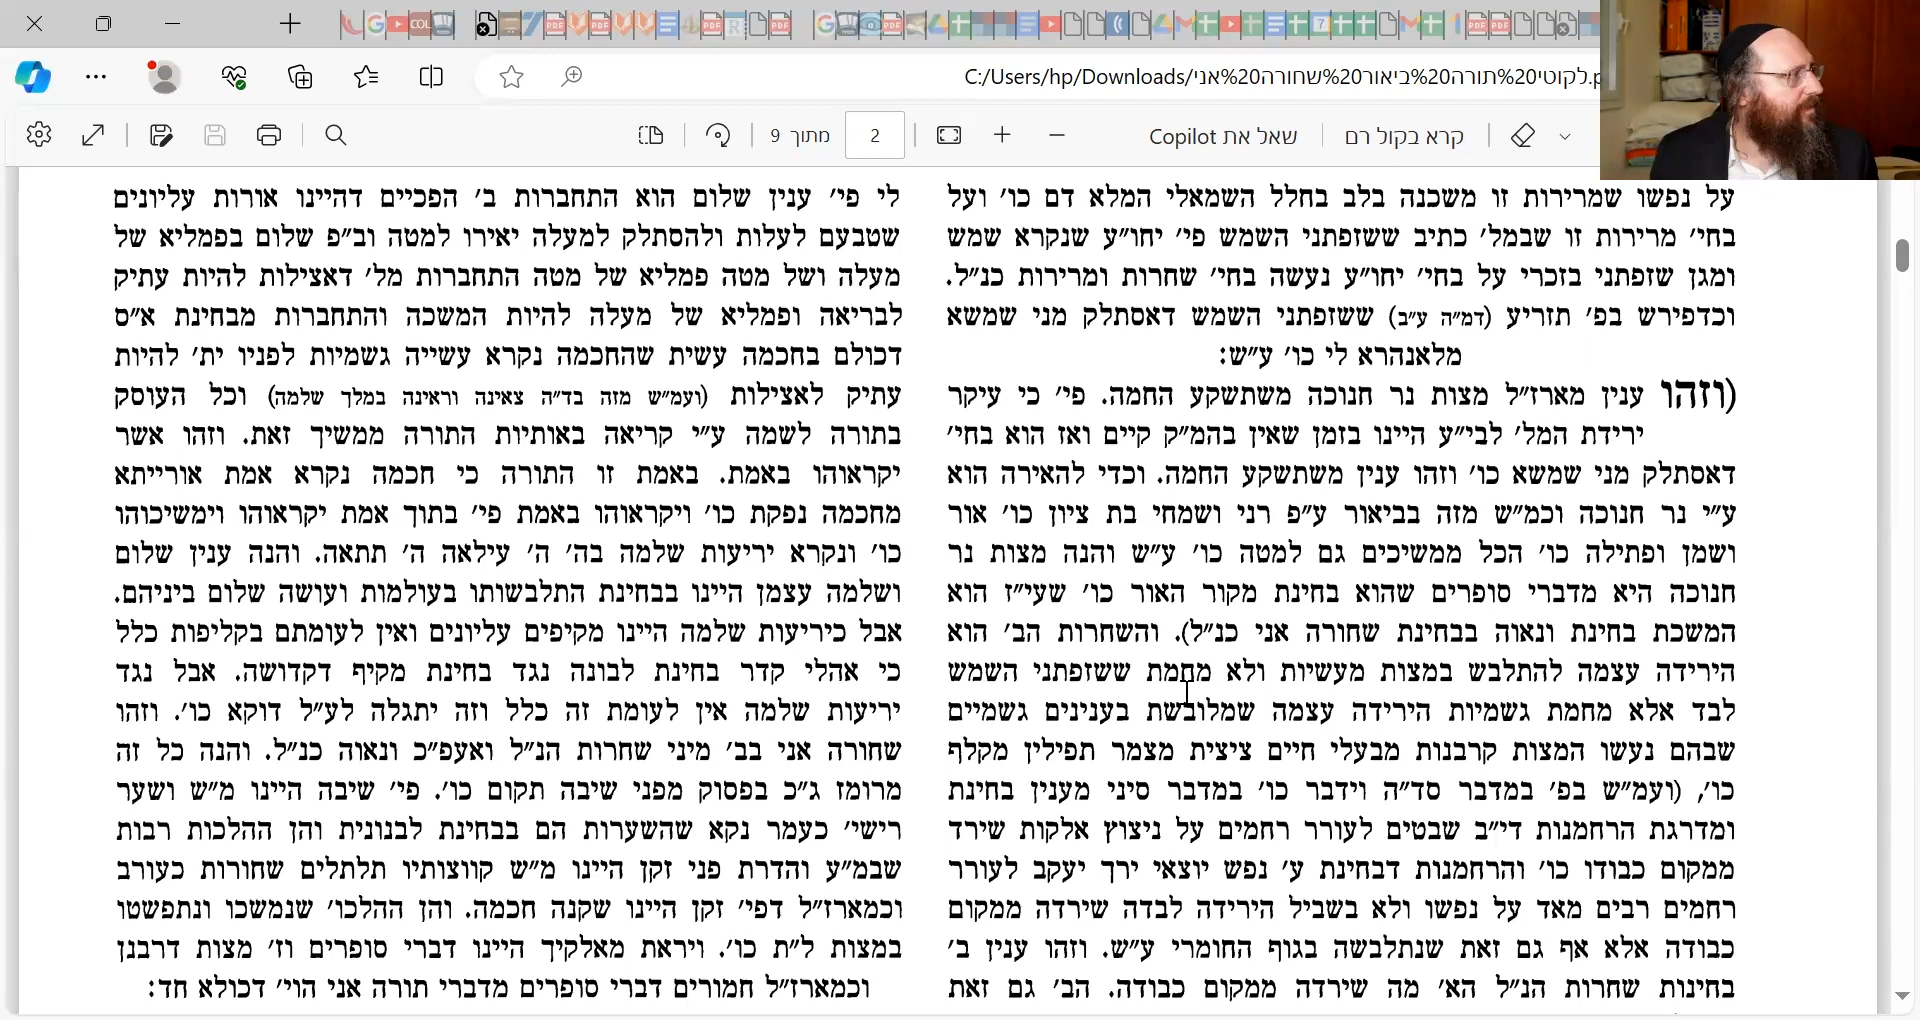 C:/Users/hp/Downloads/לקוטי%20תורה%20ביאור%20שחורה%20אני.p
קרא בקול רם
שאל את Copilot
2
מתוך 9
על נפשו שמרירות זו משכנה בלב בחלל השמאלי המלא דם כו׳ ועל
בחי׳ מרירות זו שבמל׳ כתיב ששזפתני השמש פי׳ יחו״ע שנקרא שמש
ומגן שזפתני בזכרי על בחי׳ יחו״ע נעשה בחי׳ שחרות ומרירות כנ״ל.
וכדפירש בפ׳ תזריע (דמ״ה ע״ב) ששזפתני השמש דאסתלק מני שמשא
מלאנהרא לי כו׳ ע״ש:
(וזהו ענין מארז״ל מצות נר חנוכה משתשקע החמה. פי׳ כי עיקר
ירידת המל׳ לבי״ע היינו בזמן שאין בהמ״ק קיים ואז הוא בחי׳
דאסתלק מני שמשא כו׳ וזהו ענין משתשקע החמה. וכדי להאירה הוא
ע״י נר חנוכה וכמ״ש מזה בביאור ע״פ רני ושמחי בת ציון כו׳ אור
ושמן ופתילה כו׳ הכל ממשיכים גם למטה כו׳ ע״ש והנה מצות נר
חנוכה היא מדברי סופרים שהוא בחינת מקור האור כו׳ שעי״ז הוא
המשכת בחינת ונאוה בבחינת שחורה אני כנ״ל). והשחרות הב׳ הוא
הירידה עצמה להתלבש במצות מעשיות ולא מחמת ששזפתני השמש
לבד אלא מחמת גשמיות הירידה עצמה שמלובשת בענינים גשמיים
שבהם נעשו המצות קרבנות מבעלי חיים ציצית מצמר תפילין מקלף
כו׳, (ועמ״ש בפ׳ במדבר סד״ה וידבר כו׳ במדבר סיני מענין בחינת
ומדרגת הרחמנות די״ב שבטים לעורר רחמים על ניצוץ אלקות שירד
ממקום כבודו כו׳ והרחמנות דבחינת ע׳ נפש יוצאי ירך יעקב לעורר
רחמים רבים מאד על נפשו ולא בשביל הירידה לבדה שירדה ממקום
כבודה אלא אף גם זאת שנתלבשה בגוף החומרי ע״ש. וזהו ענין ב׳
בחינות שחרות הנ״ל הא׳ מה שירדה ממקום כבודה. הב׳ גם זאת
לי פי׳ ענין שלום הוא התחברות ב׳ הפכיים דהיינו אורות עליונים
שטבעם לעלות ולהסתלק למעלה יאירו למטה וב״פ שלום בפמליא של
מעלה ושל מטה פמליא של מטה התחברות מל׳ דאצילות להיות עתיק
לבריאה ופמליא של מעלה להיות המשכה והתחברות מבחינת א״ס
דכולם בחכמה עשית שהחכמה נקרא עשייה גשמיות לפניו ית׳ להיות
עתיק לאצילות (ועמ״ש מזה בד״ה צאינה וראינה במלך שלמה) וכל העוסק
בתורה לשמה ע״י קריאה באותיות התורה ממשיך זאת. וזהו אשר
יקראוהו באמת. באמת זו התורה כי חכמה נקרא אמת אורייתא
מחכמה נפקת כו׳ ויקראוהו באמת פי׳ בתוך אמת יקראוהו וימשיכוהו
כו׳ ונקרא יריעות שלמה בה׳ ה׳ עילאה ה׳ תתאה. והנה ענין שלום
ושלמה עצמן היינו בבחינת התלבשותו בעולמות ועושה שלום ביניהם.
אבל כיריעות שלמה היינו מקיפים עליונים ואין לעומתם בקליפות כלל
כי אהלי קדר בחינת לבונה נגד בחינת מקיף דקדושה. אבל נגד
יריעות שלמה אין לעומת זה כלל וזה יתגלה לע״ל דוקא כו׳. וזהו
שחורה אני בב׳ מיני שחרות הנ״ל ואעפ״כ ונאוה כנ״ל. והנה כל זה
מרומז ג״כ בפסוק מפני שיבה תקום כו׳. פי׳ שיבה היינו מ״ש ושער
רישי׳ כעמר נקא שהשערות הם בבחינת לבנונית והן ההלכות רבות
שבמ״ע והדרת פני זקן היינו מ״ש קווצותיו תלתלים שחורות כעורב
וכמארז״ל דפי׳ זקן היינו שקנה חכמה. והן ההלכו׳ שנמשכו ונתפשטו
במצות ל״ת כו׳. ויראת מאלקיך היינו דברי סופרים וז׳ מצות דרבנן
וכמארז״ל חמורים דברי סופרים מדברי תורה אני הוי׳ דכולא חד: